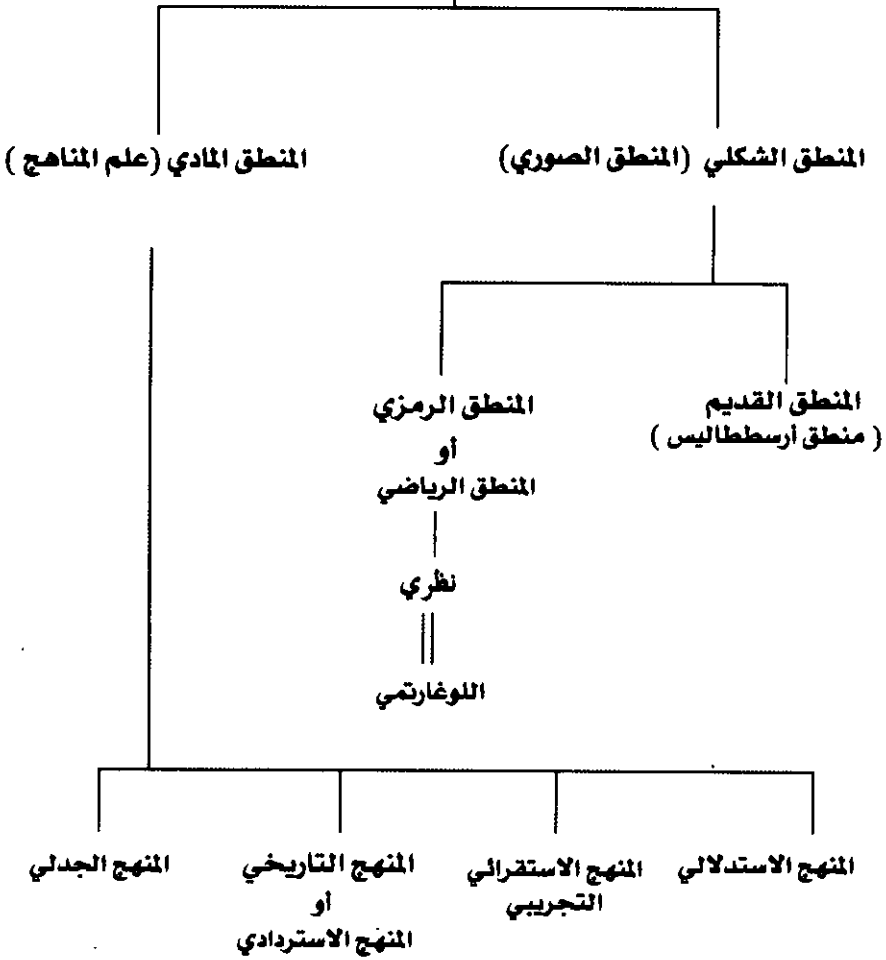 المنطق الشكلي (المنطق الصوري)
المنطق المادي (علم المناهج)
المنطق القديم
(منطق أرسططاليس)
المنطق الرمزي
أو
المنطق الرياضي
نظري
اللوغارتمي
المنهج الاستدلالي
المنهج الاستقرائي
التجريبي
المنهج التاريخي
أو
المنهج الاستردادي
المنهج الجدلي